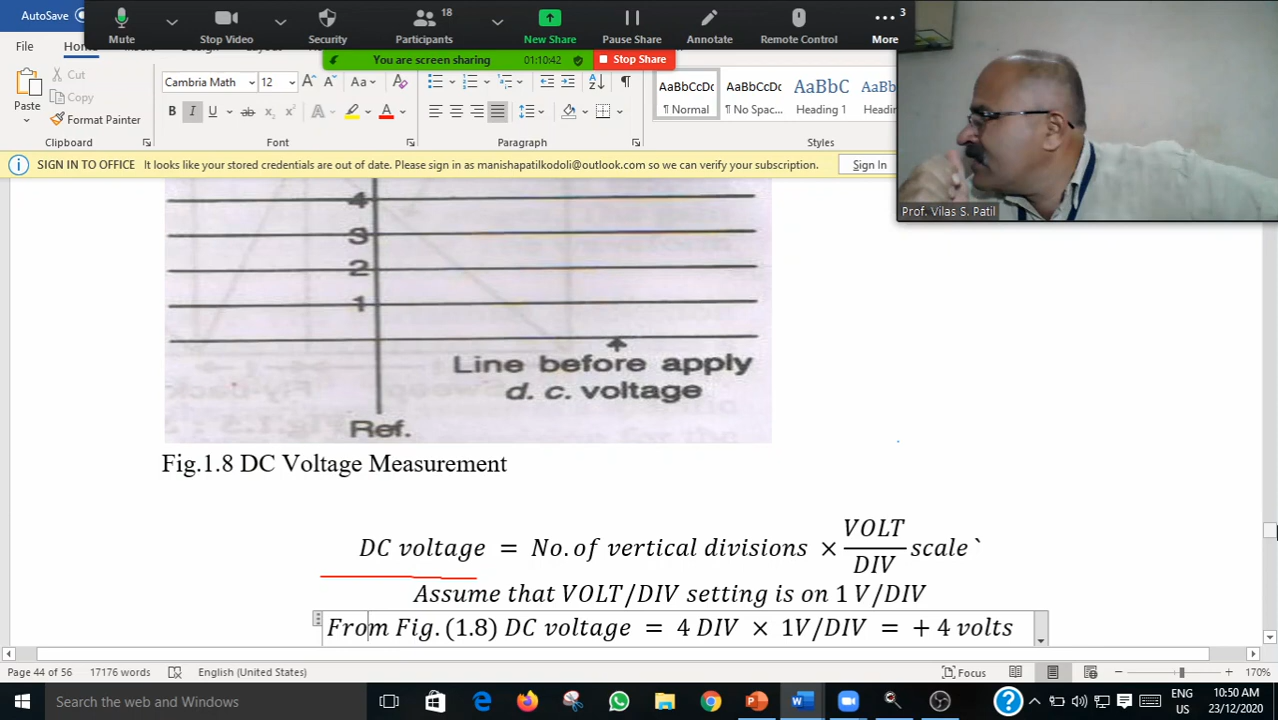 AutoSave
Mute
Stop Video
Security
18
Participants
New Share
Pause Share
Annotate
Remote Control
3
More
You are screen sharing
01:10:42
Stop Share
File
Home
Paste
Cut
Copy
Format Painter
Cambria Math
12
Aa
Font
Paragraph
AaBbCcDc
Normal
AaBbCcDc
No Spac...
AaBbC
Heading 1
AaBbCc
Headin
Styles
SIGN IN TO OFFICE It looks like your stored credentials are out of date. Please sign in as manishapatilkodoli@outlook.com so we can verify your subscription.
Sign In
Prof. Vilas S. Patil
4
3
2
1
Line before apply
d. c. voltage
Ref.
Fig.1.8 DC Voltage Measurement
DC voltage = No. of vertical divisions × VOLT/DIV scale`
Assume that VOLT/DIV setting is on 1 V/DIV
From Fig. (1.8) DC voltage = 4 DIV × 1V/DIV = + 4 volts
Page 44 of 56
17176 words
English (United States)
Focus
170%
Search the web and Windows
ENG
US
10:50 AM
23/12/2020